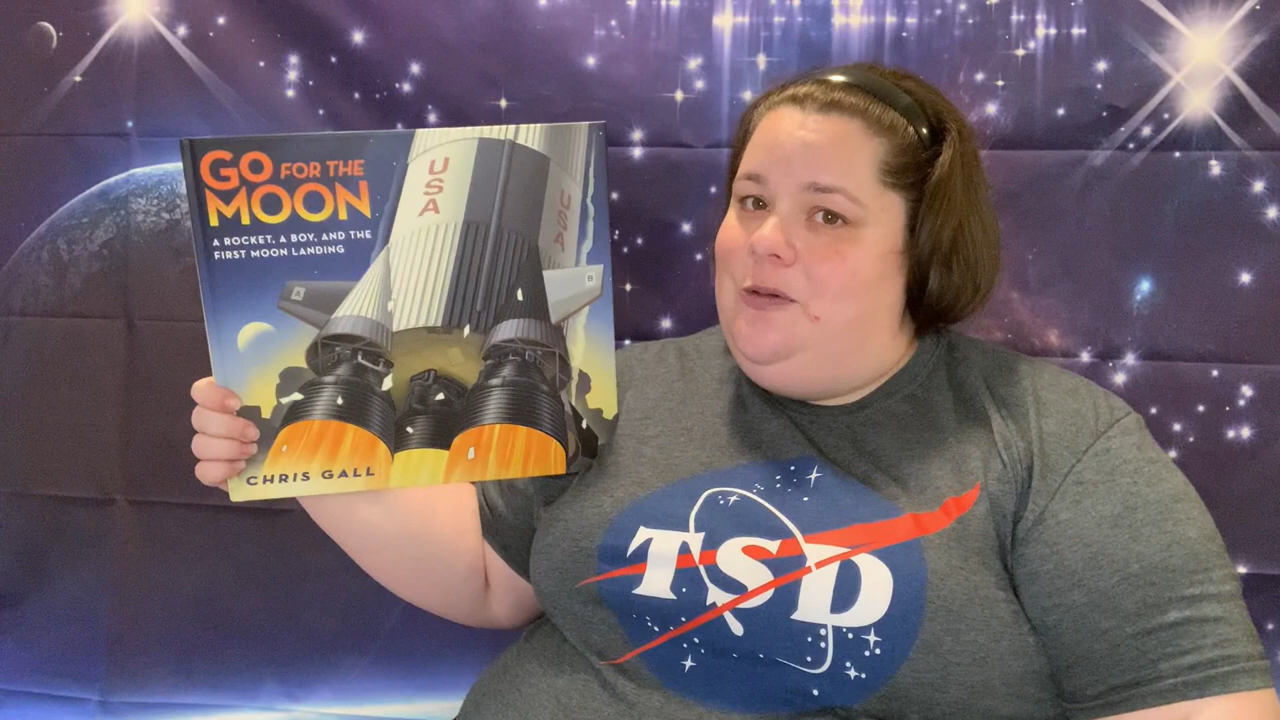 GO FOR THE
MOON
A ROCKET, A BOY, AND THE
FIRST MOON LANDING
USA
USA
A
B
CHRIS GALL
TSD